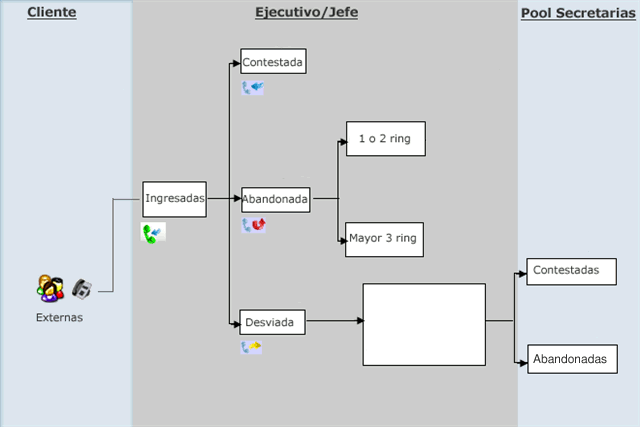 Cliente
Ejecutivo/Jefe
Pool Secretarias
Contestada
1 o 2 ring
Ingresadas
Abandonada
Mayor 3 ring
Contestadas
Externas
Desviada
Abandonadas